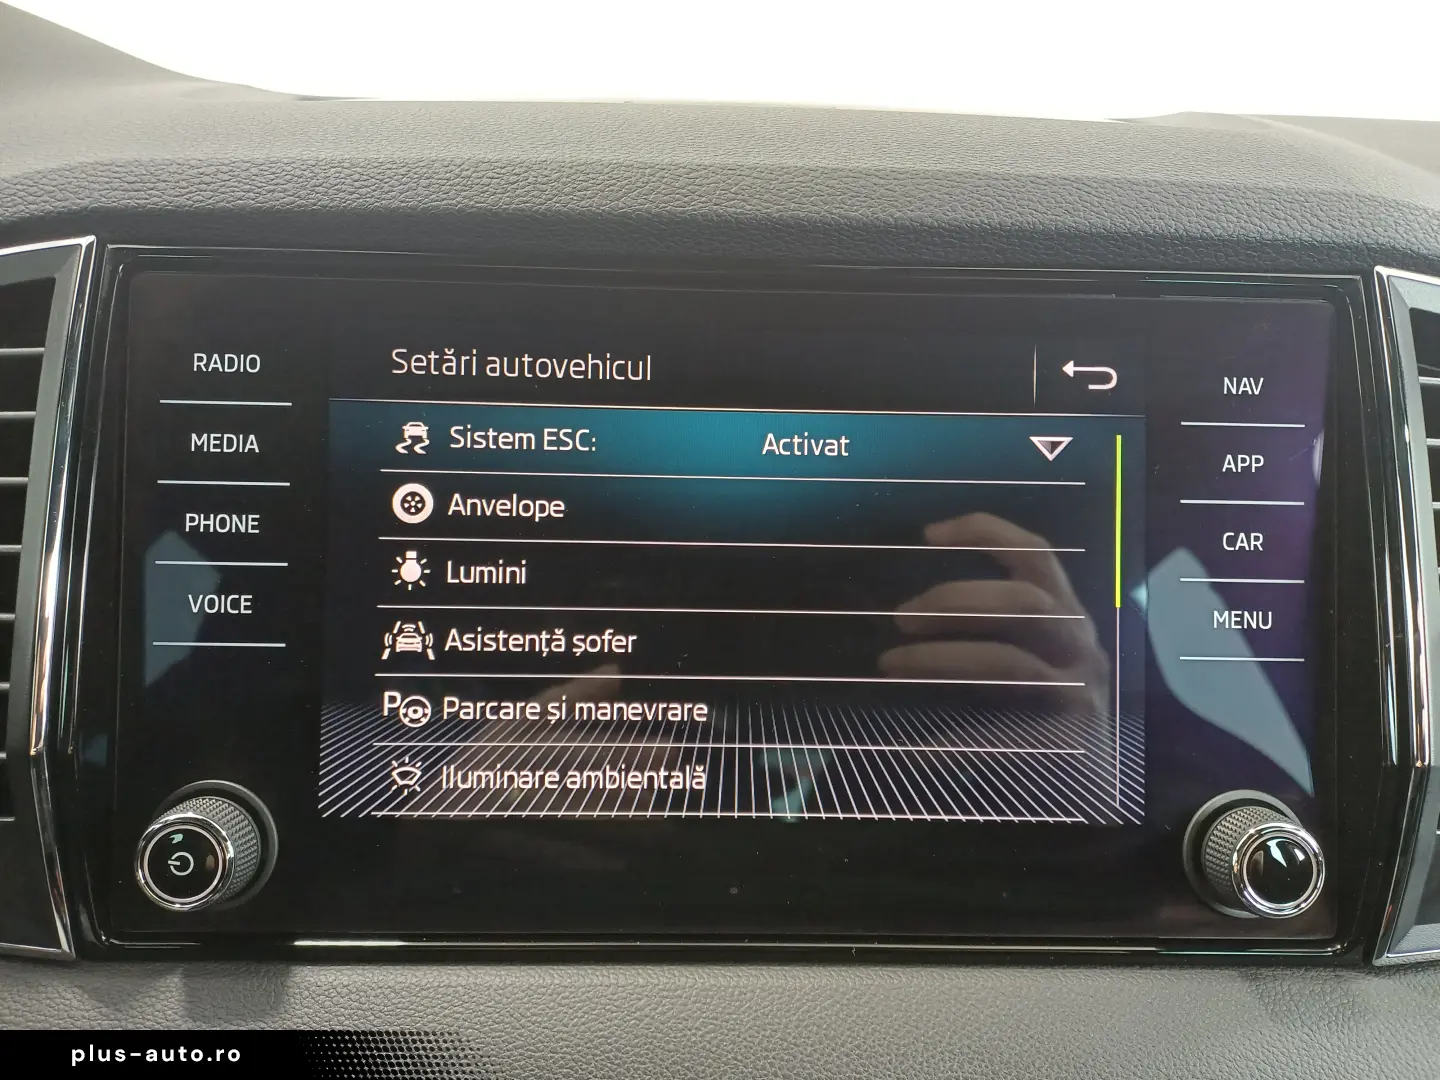 RADIO
MEDIA
PHONE
VOICE
Setări autovehicul
Sistem ESC: Activat
Anvelope
Lumini
Asistență șofer
P Parcare și manevrare
Iluminare ambientală
NAV
APP
CAR
MENU
plus-auto.ro